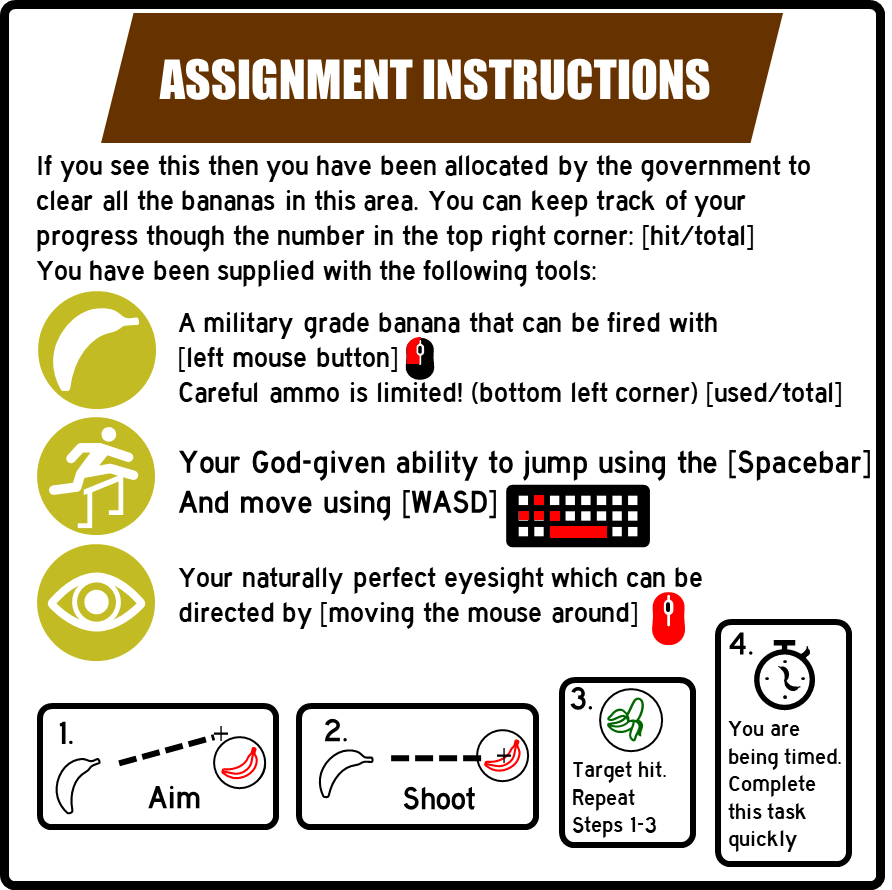 ASSIGNMENT INSTRUCTIONS
If you see this then you have been allocated by the government to
clear all the bananas in this area. You can keep track of your
progress though the number in the top right corner: [hit/total]
You have been supplied with the following tools:
A military grade banana that can be fired with
[left mouse button]
Careful ammo is limited! (bottom left corner) [used/total]
Your God-given ability to jump using the [Spacebar]
And move using [WASD]
Your naturally perfect eyesight which can be
directed by [moving the mouse around]
1.
Aim
2.
Shoot
3.
Target hit.
Repeat
Steps 1-3
4.
You are
being timed.
Complete
this task
quickly